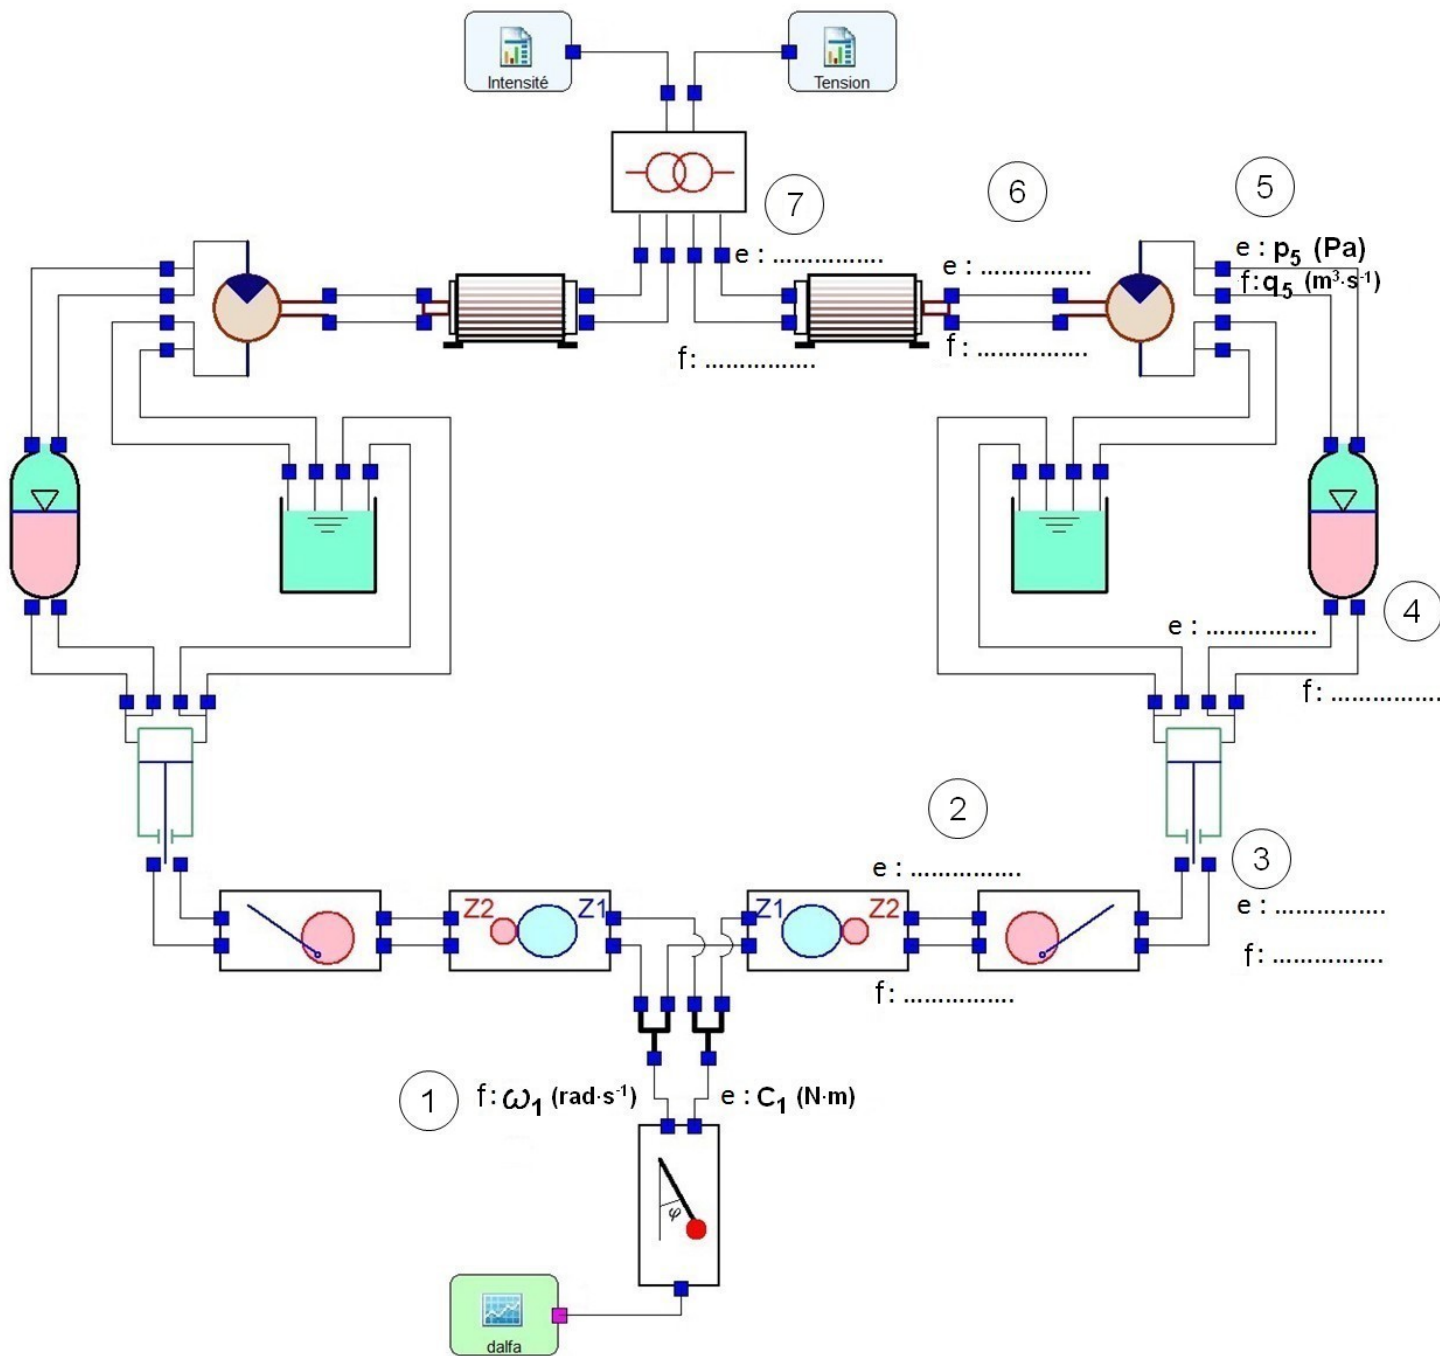 Intensité
Tension
7
6
5
e : ................
e : ................
e : p₅ (Pa)
f: q₅ (m³·s⁻¹)
f: ................
f: ................
4
e : ................
f: ................
2
3
e : ................
Z2 Z1
Z1 Z2
e : ................
f: ................
f: ................
1
f: ω₁ (rad·s⁻¹)
e : C₁ (N·m)
φ
dalfa